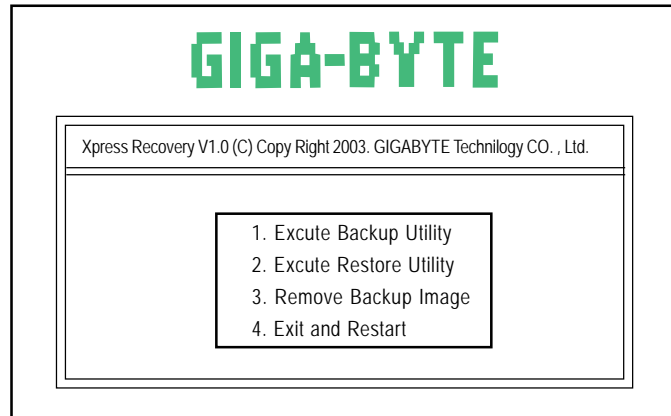 GIGA-BYTE
Xpress Recovery V1.0 (C) Copy Right 2003. GIGABYTE Technilogy CO. , Ltd.
1. Excute Backup Utility
2. Excute Restore Utility
3. Remove Backup Image
4. Exit and Restart